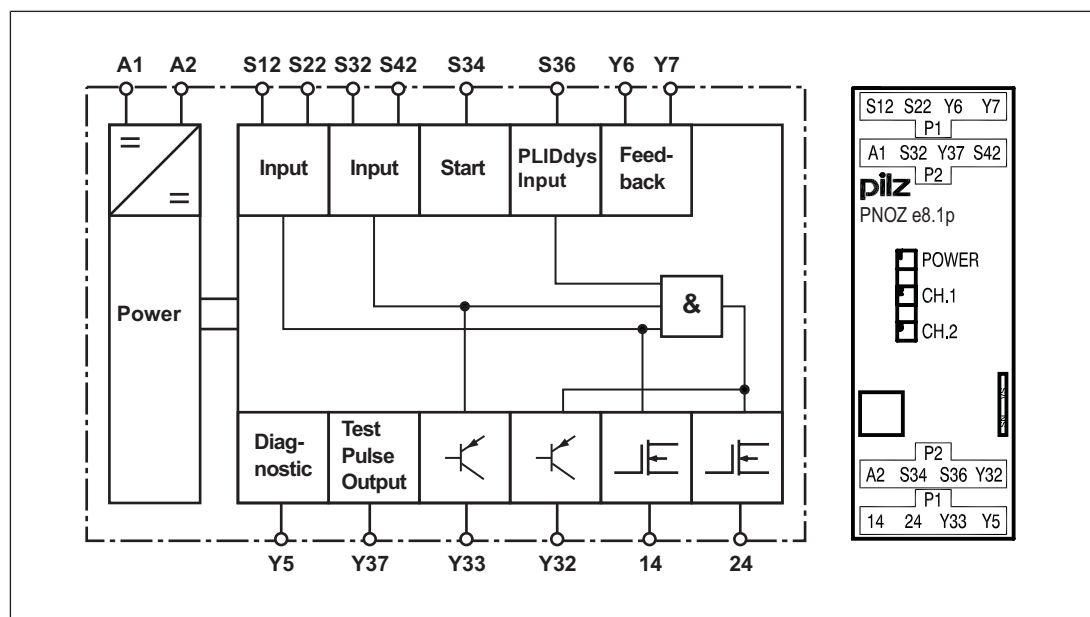 A1 A2 S12 S22 S32 S42 S34 S36 Y6 Y7
Input
Input
Start
PLIDdys
Input
Feed-
back
Power
&
Diag-
nostic
Test
Pulse
Output
Y5 Y37 Y33 Y32 14 24
S12 S22 Y6 Y7
P1
A1 S32 Y37 S42
P2
pilz
PNOZ e8.1p
POWER
CH.1
CH.2
P2
A2 S34 S36 Y32
P1
14 24 Y33 Y5